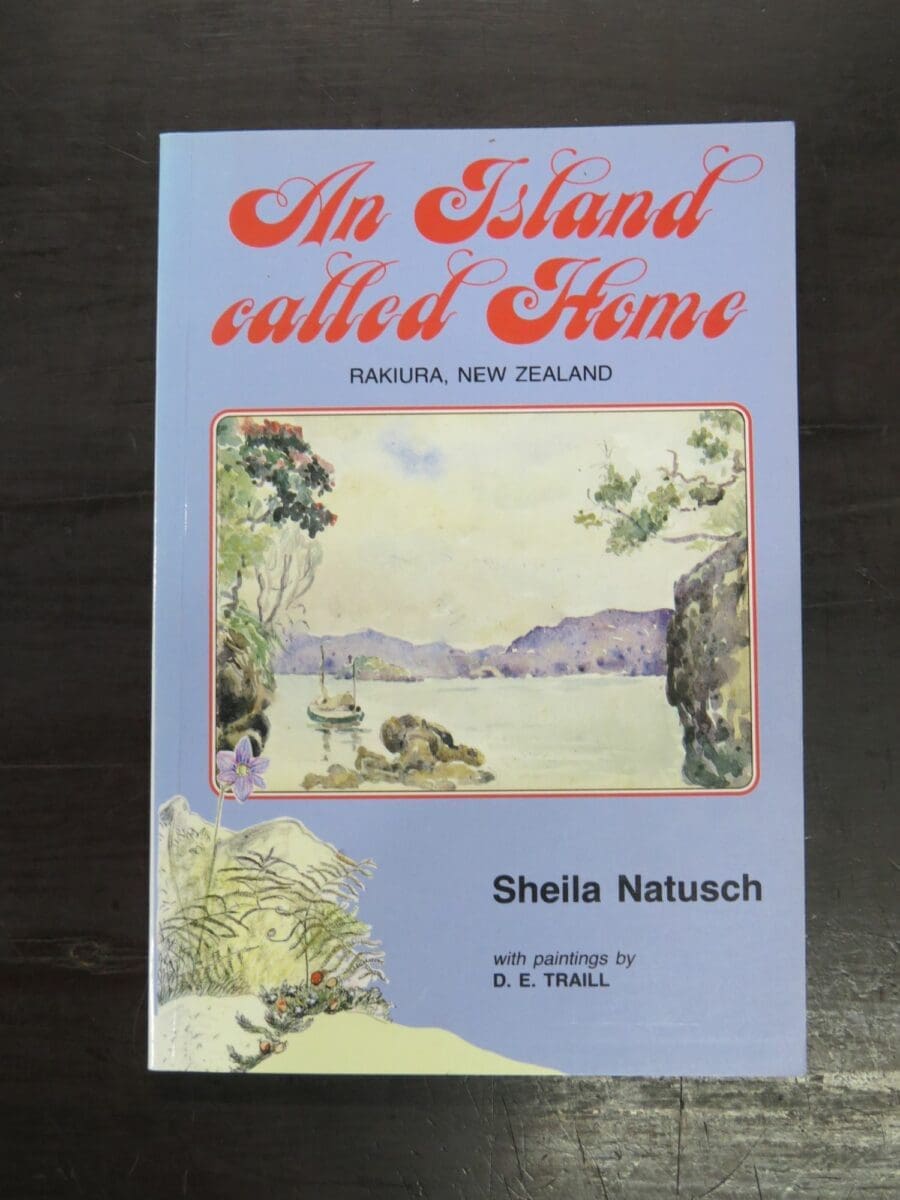 An Island
called Home
RAKIURA, NEW ZEALAND
Sheila Natusch
with paintings by
D. E. TRAILL